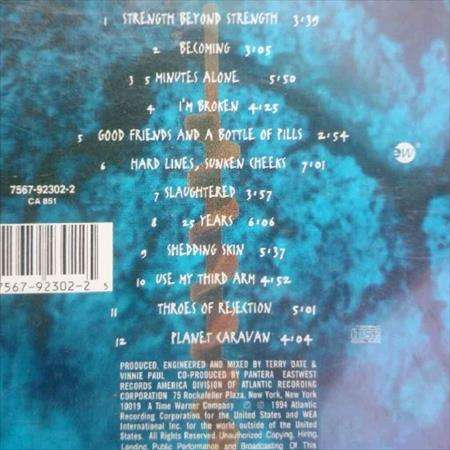 1 STRENGTH BEYOND STRENGTH 3:39
2 BECOMING 3:05
3 5 MINUTES ALONE 5:50
4 I'M BROKEN 4:25
5 GOOD FRIENDS AND A BOTTLE OF PILLS 2:54
6 HARD LINES, SUNKEN CHEEKS 7:01
7 SLAUGHTERED 3:57
8 25 YEARS 6:06
9 SHEDDING SKIN 5:37
10 USE MY THIRD ARM 4:52
11 THROES OF REJECTION 5:01
12 PLANET CARAVAN 4:04
ew
7567-92302-2
CA 851
7567-92302-2 5
PRODUCED, ENGINEERED AND MIXED BY TERRY DATE &
VINNIE PAUL CO-PRODUCED BY PANTERA EASTWEST
RECORDS AMERICA DIVISION OF ATLANTIC RECORDING
CORPORATION 75 Rockefeller Plaza, New York, New York
10019 A Time Warner Company © ℗ 1994 Atlantic
Recording Corporation for the United States and WEA
International Inc. for the world outside of the United
States. All Rights Reserved. Unauthorized Copying, Hiring,
Lending, Public Performance and Broadcasting Of This